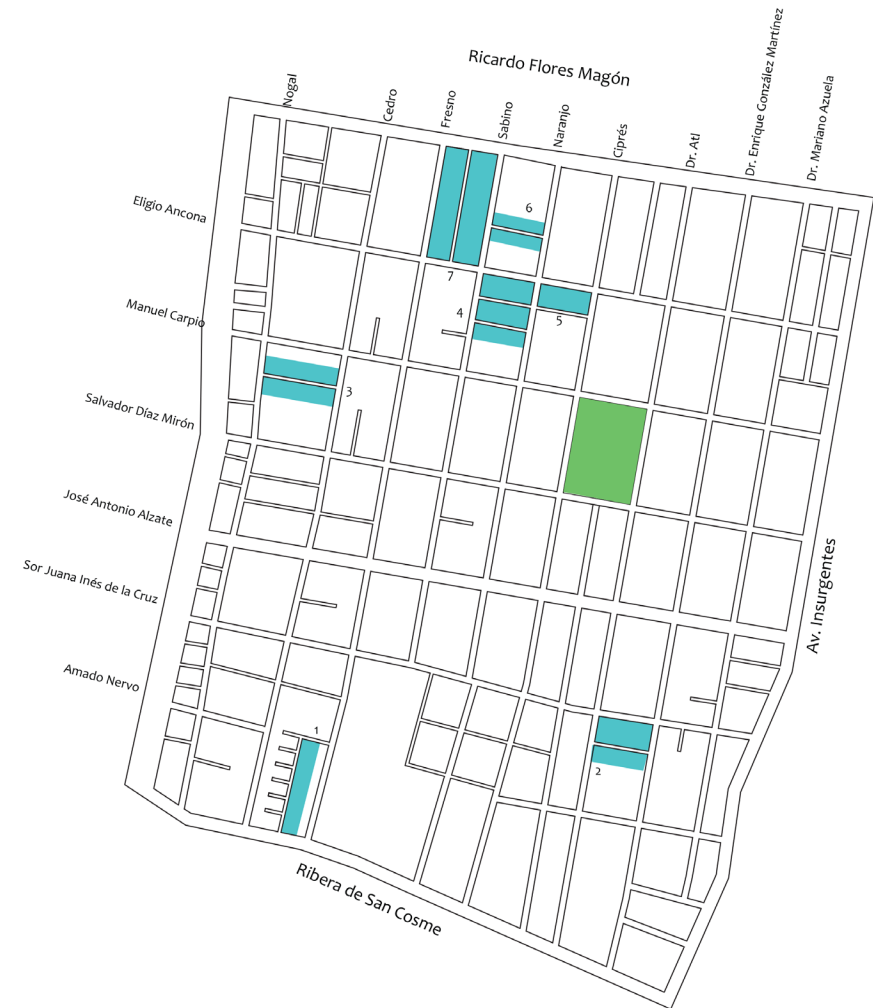 Ricardo Flores Magón
Nogal
Cedro
Fresno
Sabino
Naranjo
Ciprés
Dr. Atl
Dr. Enrique González Martínez
Dr. Mariano Azuela
Eligio Ancona
6
7
Manuel Carpio
4
5
Salvador Díaz Mirón
3
José Antonio Alzate
Sor Juana Inés de la Cruz
Av. Insurgentes
Amado Nervo
1
2
Ribera de San Cosme